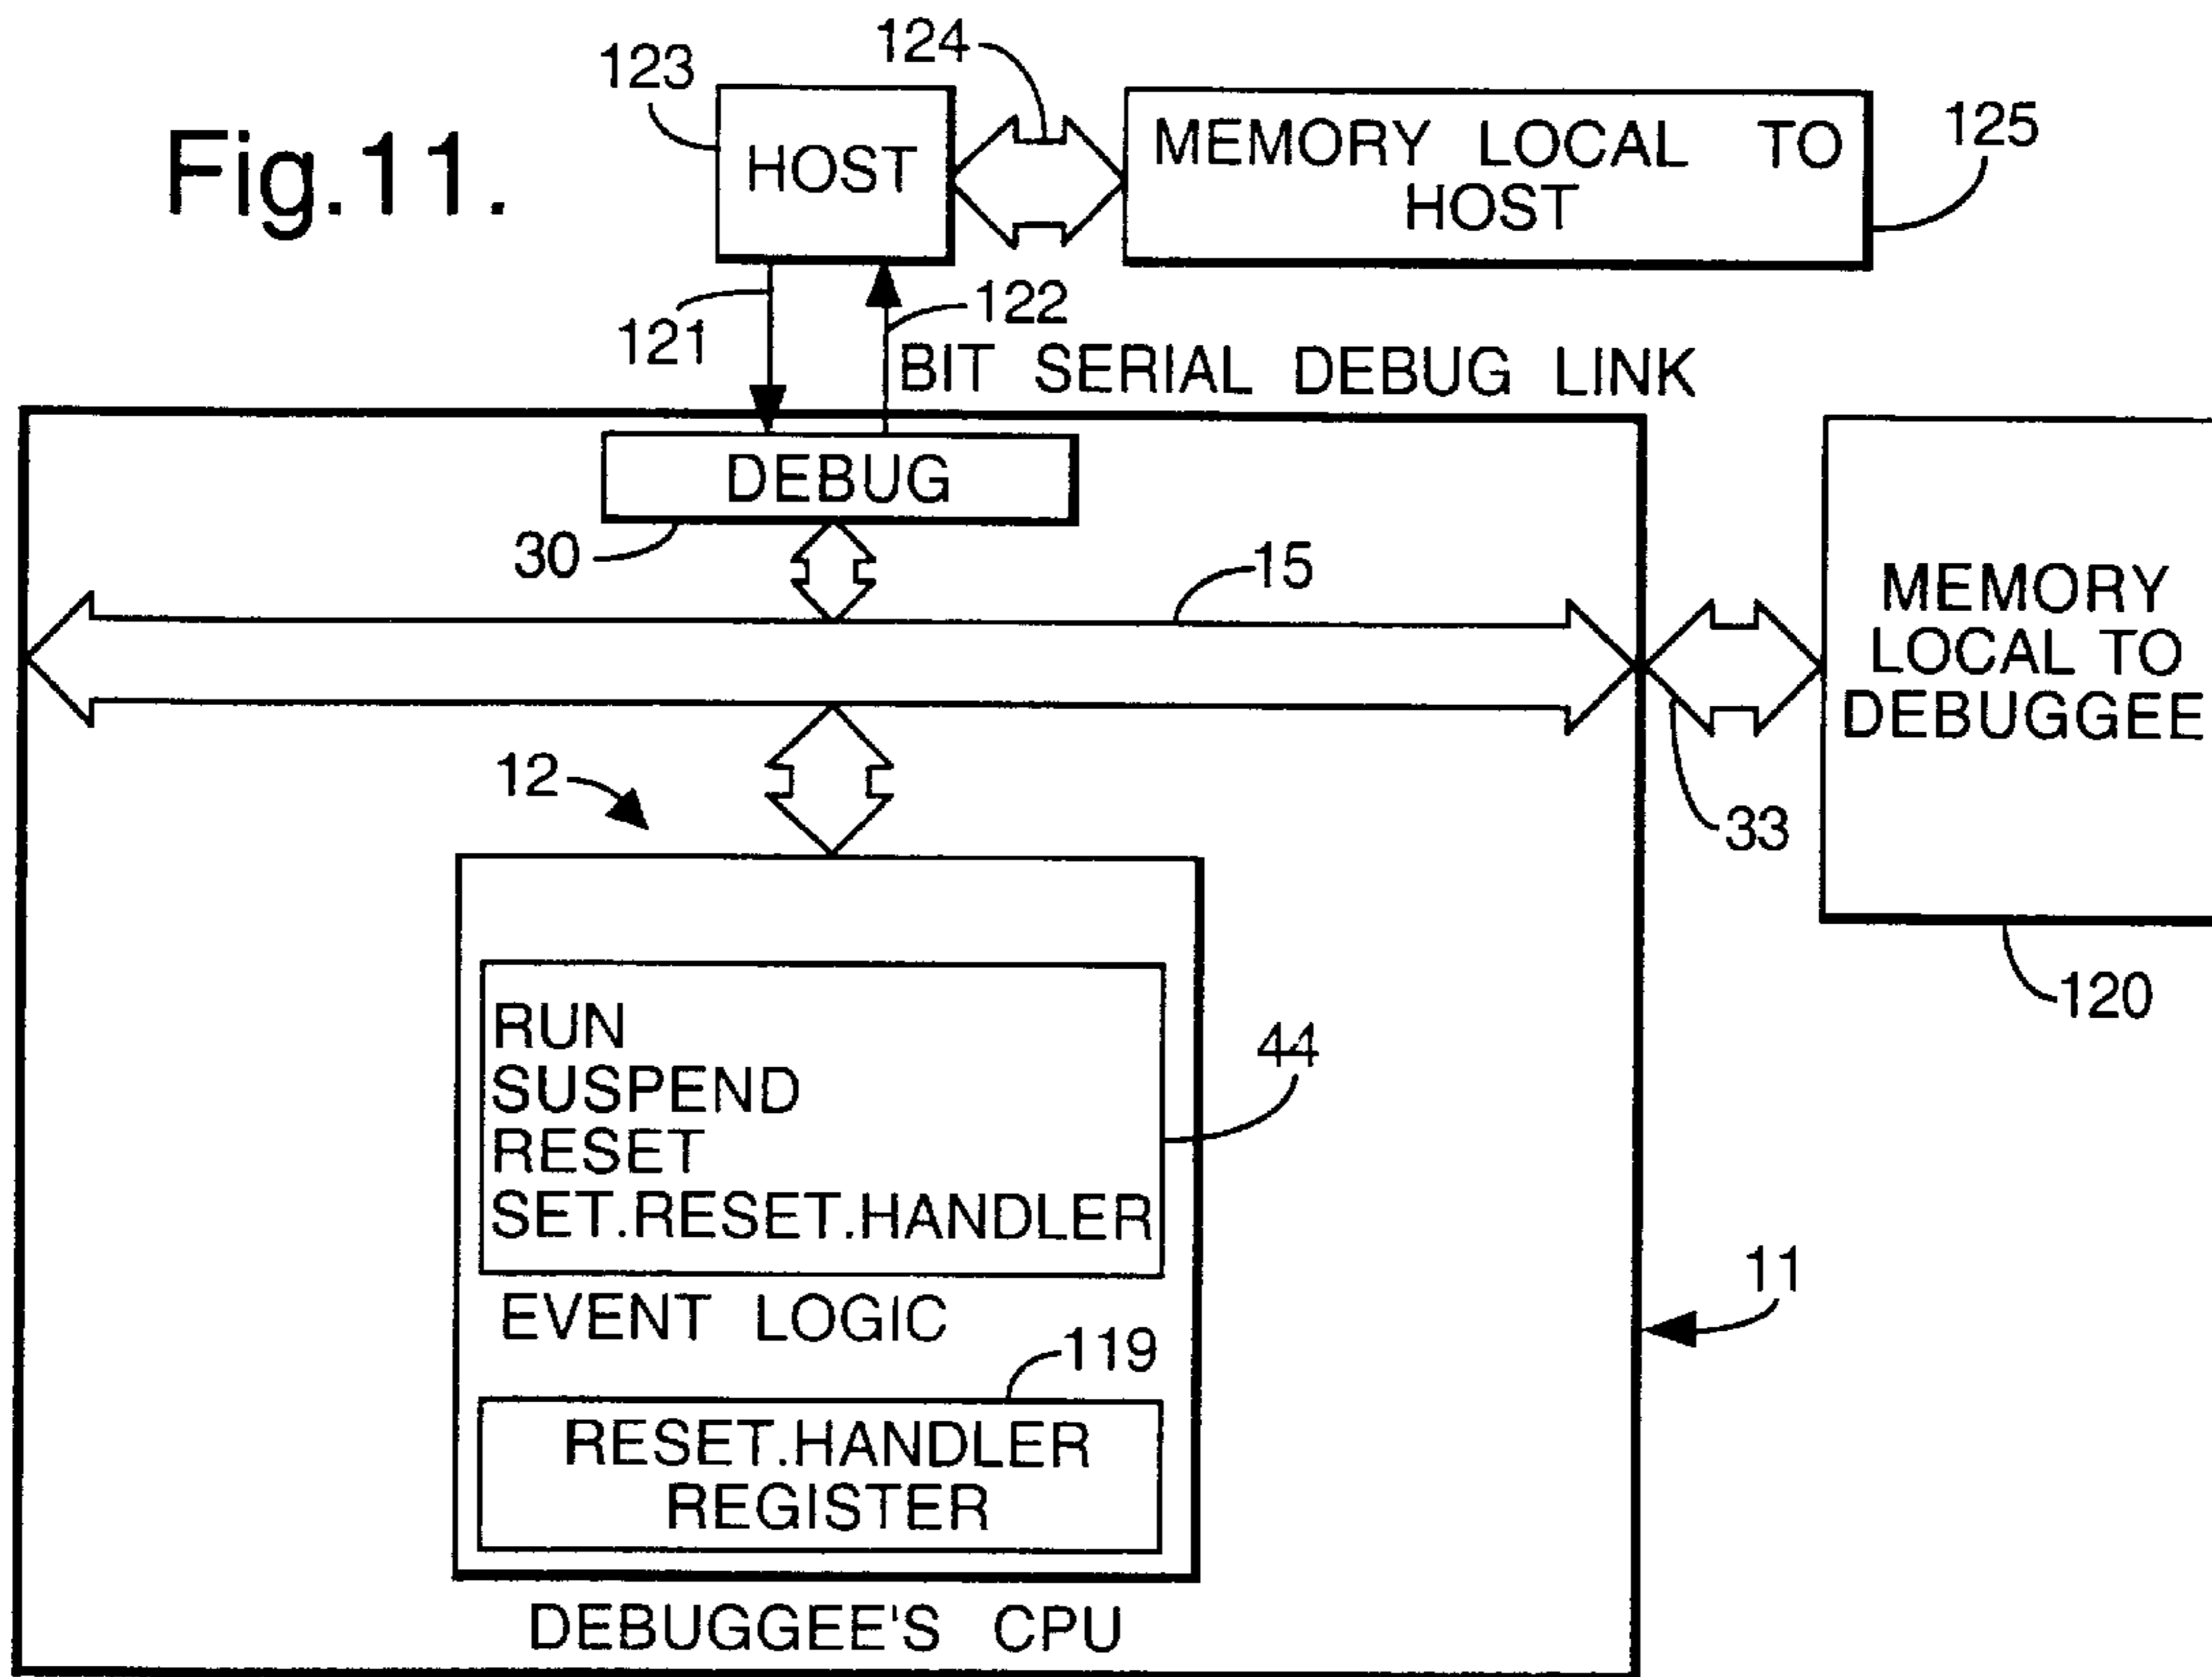 Fig.11.
123
124
125
HOST
MEMORY LOCAL TO
HOST
121
122
BIT SERIAL DEBUG LINK
DEBUG
30
15
MEMORY
LOCAL TO
DEBUGGEE
12
33
120
RUN
SUSPEND
RESET
SET.RESET.HANDLER
44
EVENT LOGIC
11
119
RESET.HANDLER
REGISTER
DEBUGGEE'S CPU